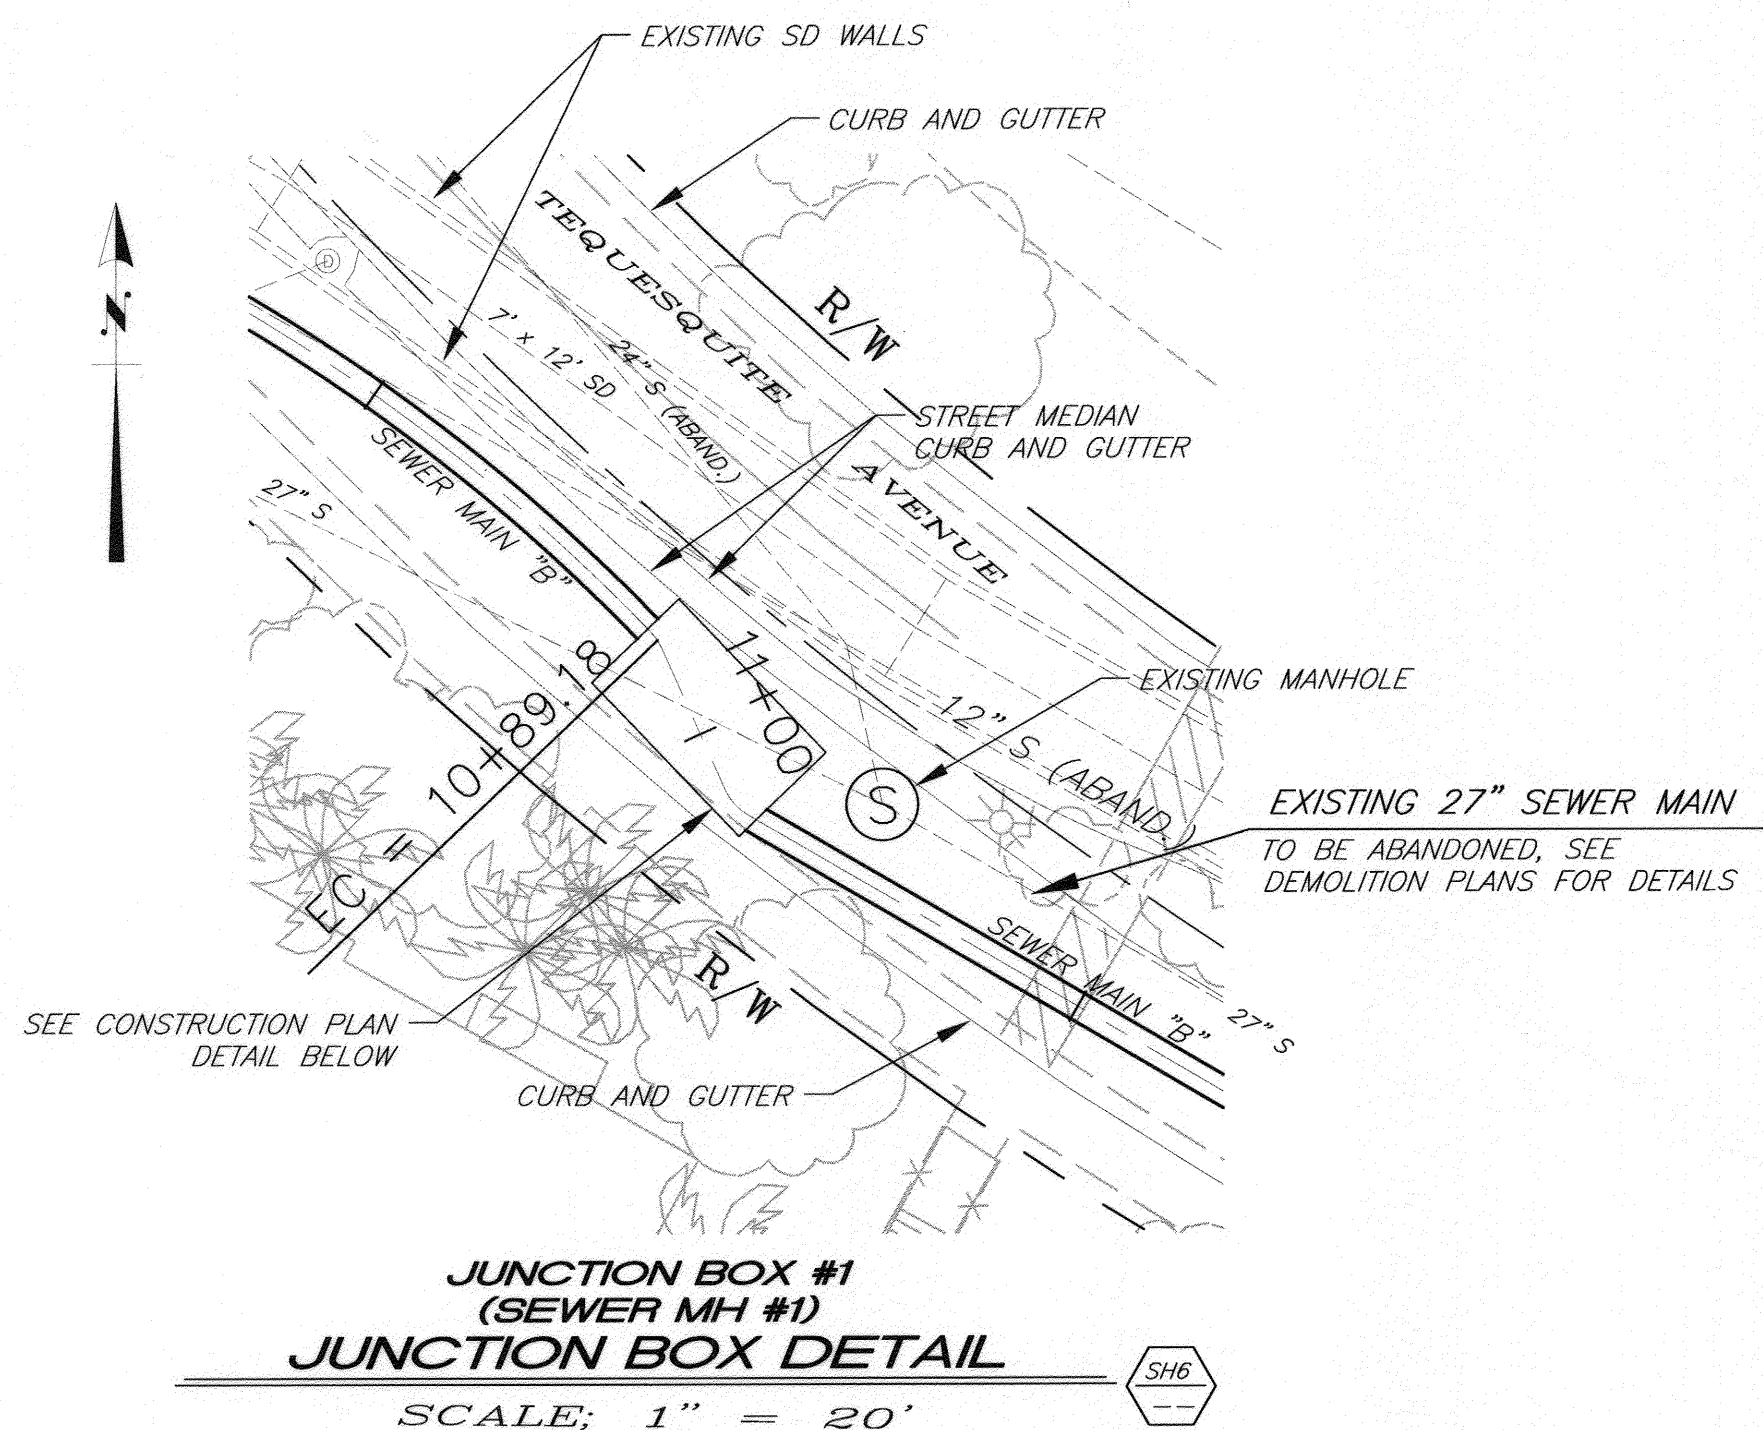 EXISTING SD WALLS
CURB AND GUTTER
TEQUESQUITE
R/W
N
D
7' x 12' SD
24" S (ABAND.)
STREET MEDIAN
CURB AND GUTTER
SEWER MAIN "B"
27" S
AVENUE
11+00
EXISTING MANHOLE
12" S (ABAND.)
S
EC = 10+89.18
EXISTING 27" SEWER MAIN
TO BE ABANDONED, SEE
DEMOLITION PLANS FOR DETAILS
SEWER MAIN "B"
27" S
R/W
SEE CONSTRUCTION PLAN
DETAIL BELOW
CURB AND GUTTER
JUNCTION BOX #1
(SEWER MH #1)
JUNCTION BOX DETAIL
SH6
--
SCALE; 1" = 20'